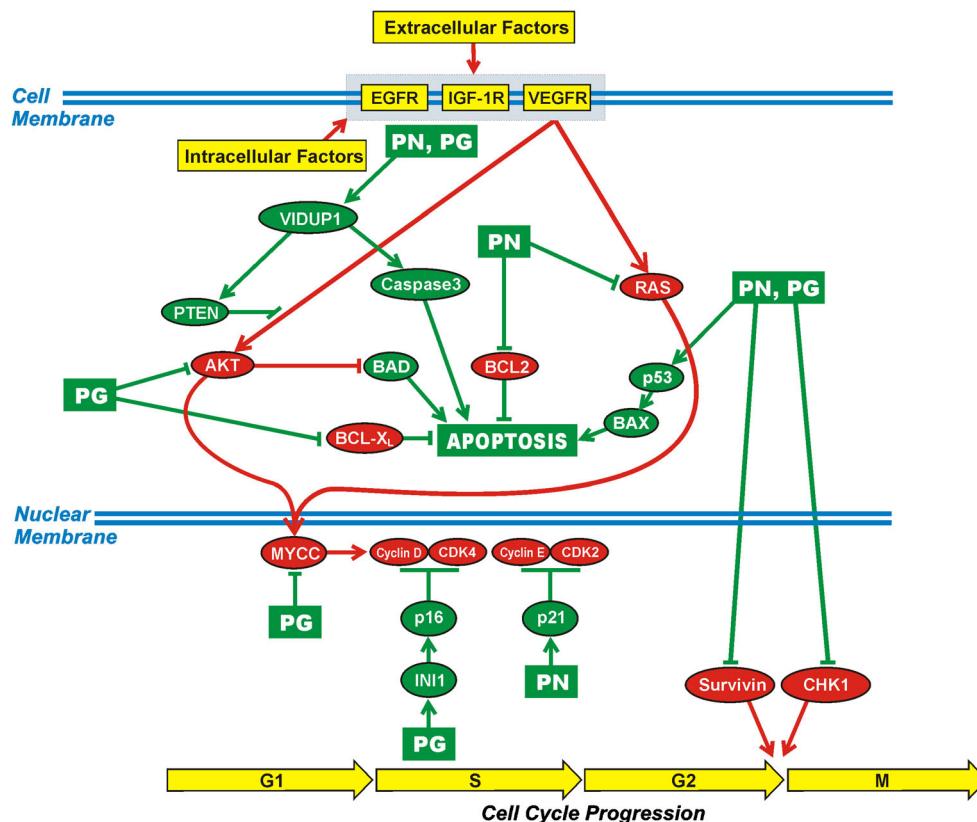 Extracellular Factors
Cell
Membrane
EGFR
IGF-1R
VEGFR
Intracellular Factors
PN, PG
VIDUP1
PN
Caspase3
RAS
PN, PG
PTEN
AKT
BAD
BCL2
p53
PG
BCL-XL
APOPTOSIS
BAX
Nuclear
Membrane
MYCC
Cyclin D
CDK4
Cyclin E
CDK2
PG
p16
p21
INI1
PN
Survivin
CHK1
PG
G1
S
G2
M
Cell Cycle Progression